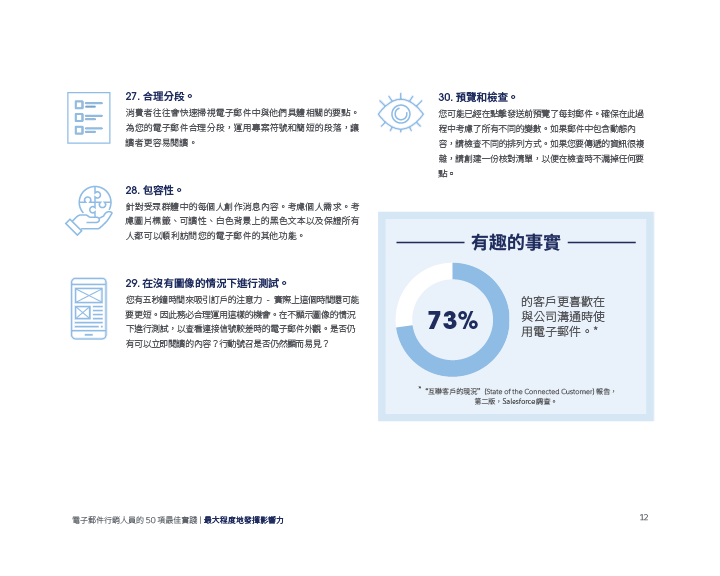 27. 合理分段。
消費者往往會快速掃視電子郵件中與他們具體相關的要點。
為您的電子郵件合理分段，運用專案符號和簡短的段落，讓
讀者更容易閱讀。
28. 包容性。
針對受眾群體中的每個人創作消息內容。考慮個人需求。考
慮圖片標籤、可讀性、白色背景上的黑色文本以及保證所有
人都可以順利訪問您的電子郵件的其他功能。
29. 在沒有圖像的情況下進行測試。
您有五秒鐘時間來吸引訂戶的注意力 - 實際上這個時間還可能
要更短。因此務必合理運用這樣的機會。在不顯示圖像的情況
下進行測試，以查看連接信號較差時的電子郵件外觀。是否仍
有可以立即閱讀的內容？行動號召是否仍然顯而易見？
30. 預覽和檢查。
您可能已經在點擊發送前預覽了每封郵件。確保在此過
程中考慮了所有不同的變數。如果郵件中包含動態內
容，請檢查不同的排列方式。如果您要傳遞的資訊很複
雜，請創建一份核對清單，以便在檢查時不漏掉任何要
點。
有趣的事實
73%
的客戶更喜歡在
與公司溝通時使
用電子郵件。*
* “互聯客戶的現況” (State of the Connected Customer) 報告，
第二版，Salesforce調查。
電子郵件行銷人員的 50 項最佳實踐 | 最大程度地發揮影響力
12